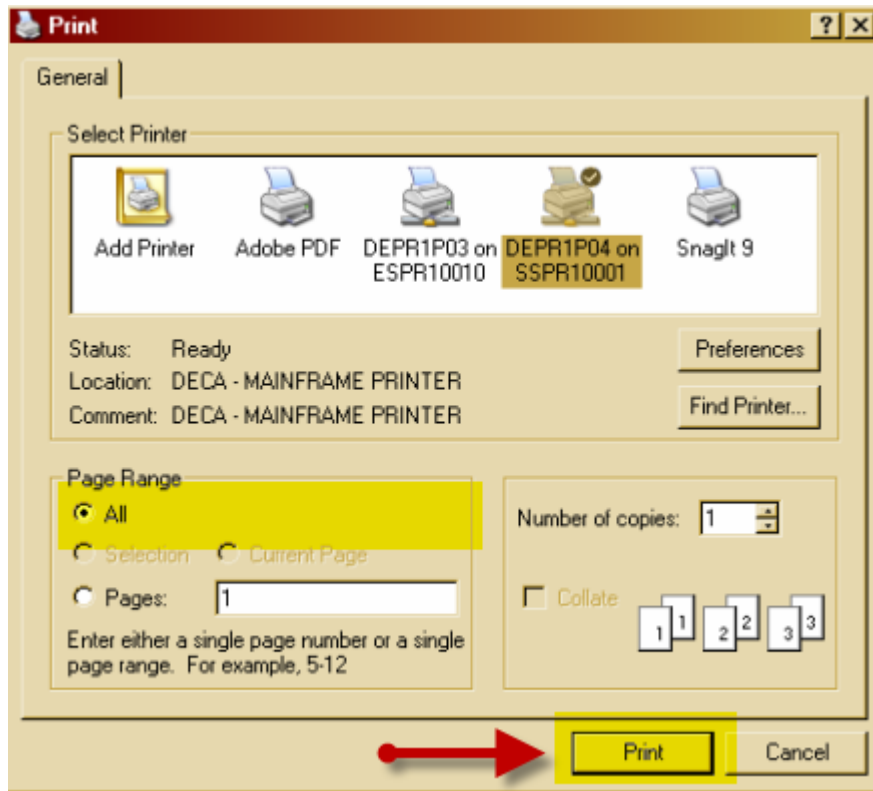 Print
General
Select Printer
Add Printer
Adobe PDF
DEPR1P03 on
ESPR10010
DEPR1P04 on
SSPR10001
SnagIt 9
Status: Ready
Preferences
Location: DECA - MAINFRAME PRINTER
Comment: DECA - MAINFRAME PRINTER
Find Printer...
Page Range
All
Selection Current Page
Pages: 1
Enter either a single page number or a single
page range. For example, 5-12
Number of copies: 1
Collate
1 1 2 2 3 3
Print Cancel